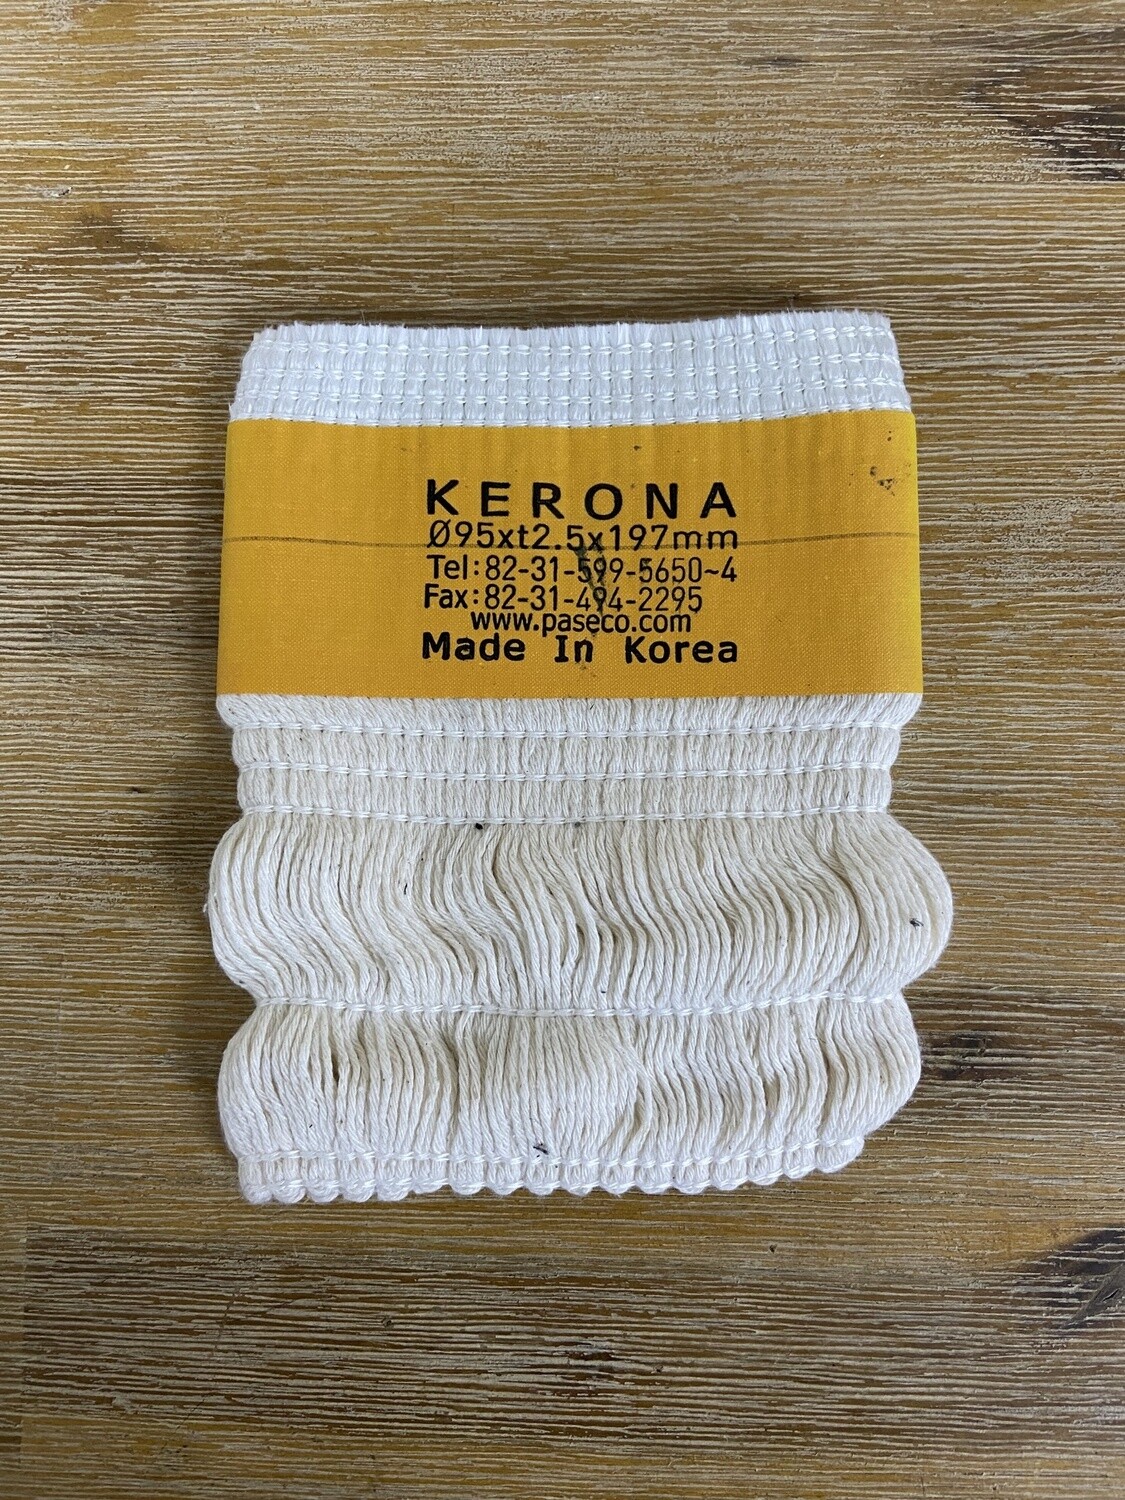 KERONA
Ø95xt2.5x197mm
Tel:82-31-599-5650~4
Fax:82-31-494-2295
www.paseco.com
Made In Korea